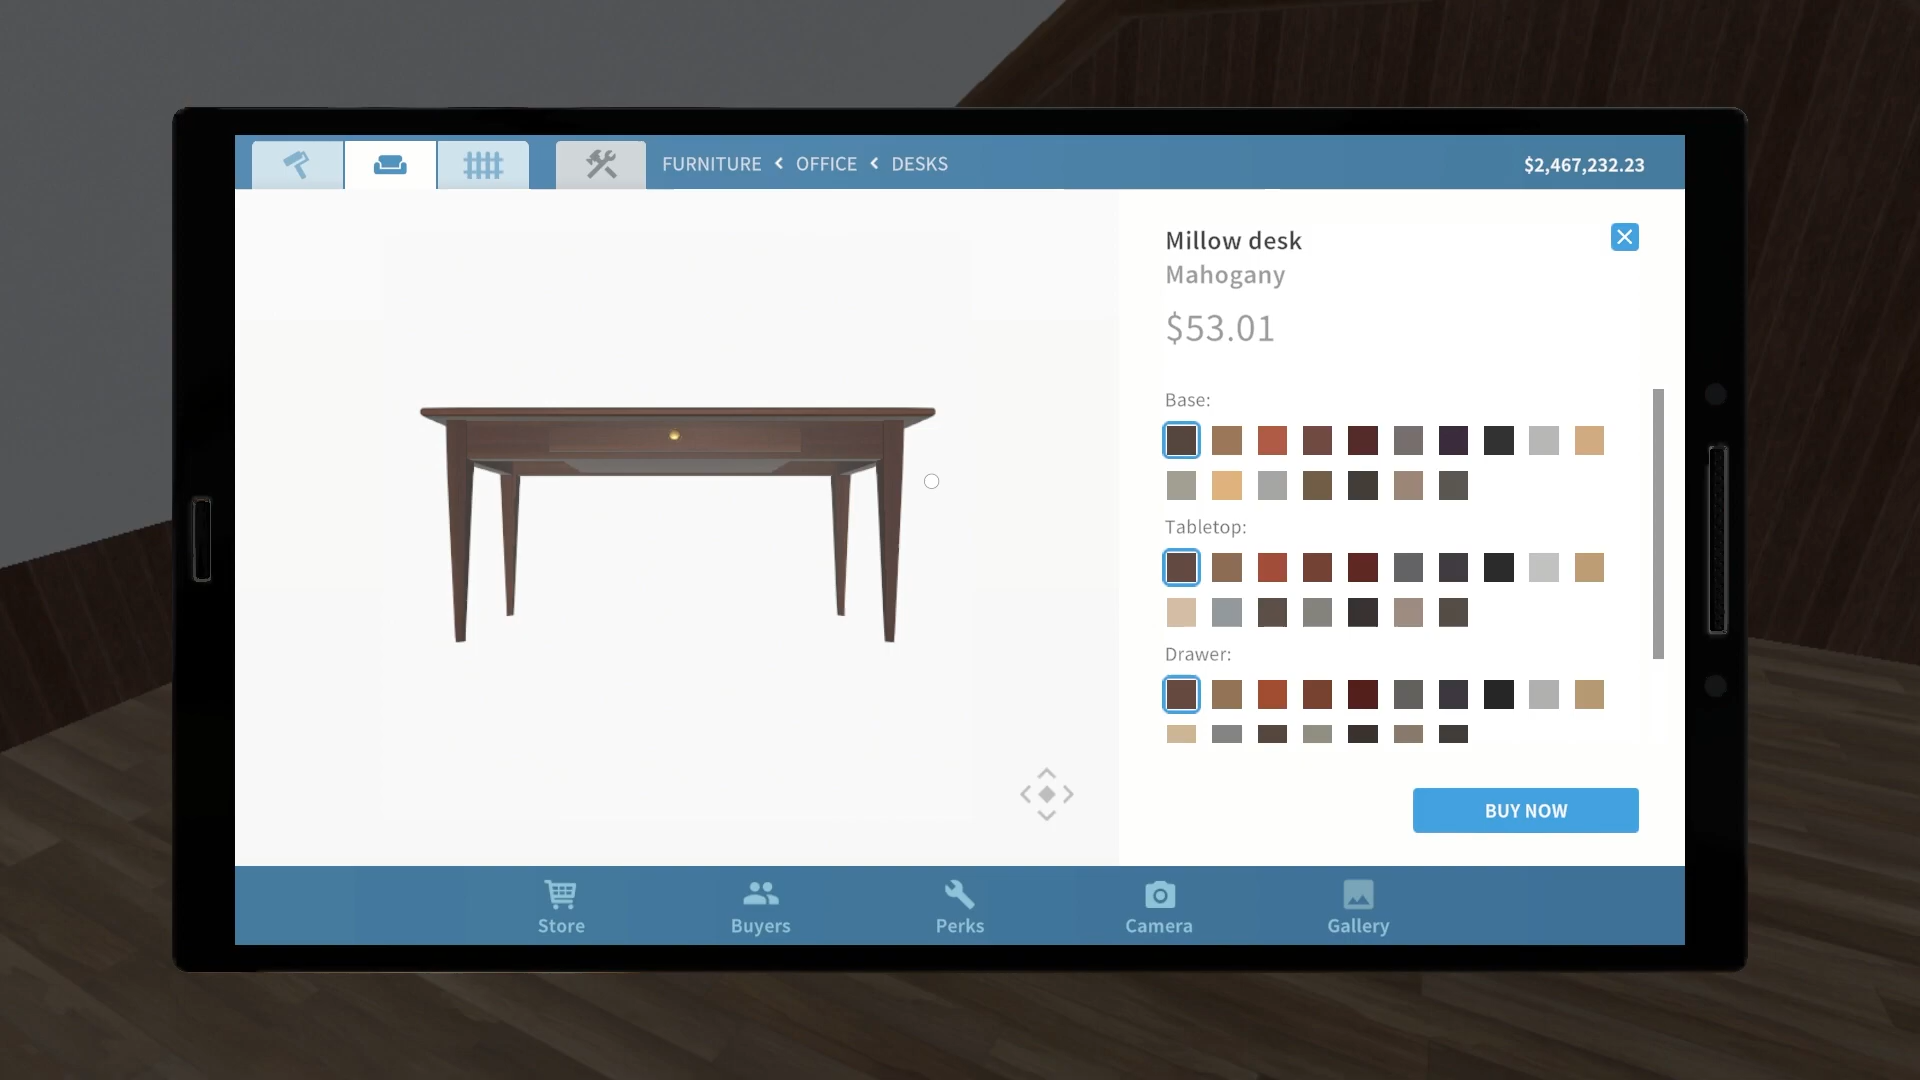 FURNITURE < OFFICE < DESKS
$2,467,232.23
Millow desk
Mahogany
$53.01
Base:
Tabletop:
Drawer:
BUY NOW
Store
Buyers
Perks
Camera
Gallery